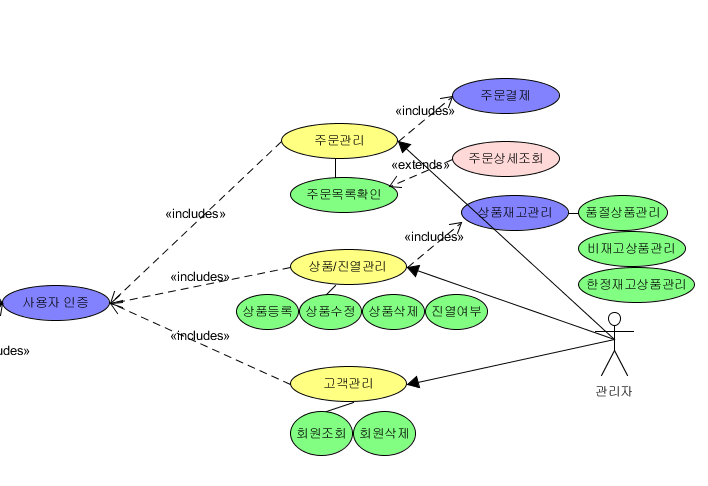 주문결제
«includes»
주문관리
주문상세조회
«extends»
주문목록확인
«includes»
상품재고관리
품절상품관리
«includes»
비재고상품관리
상품/진열관리
«includes»
한정재고상품관리
사용자 인증
상품등록
상품수정
상품삭제
진열여부
«includes»
udes»
고객관리
관리자
회원조회
회원삭제